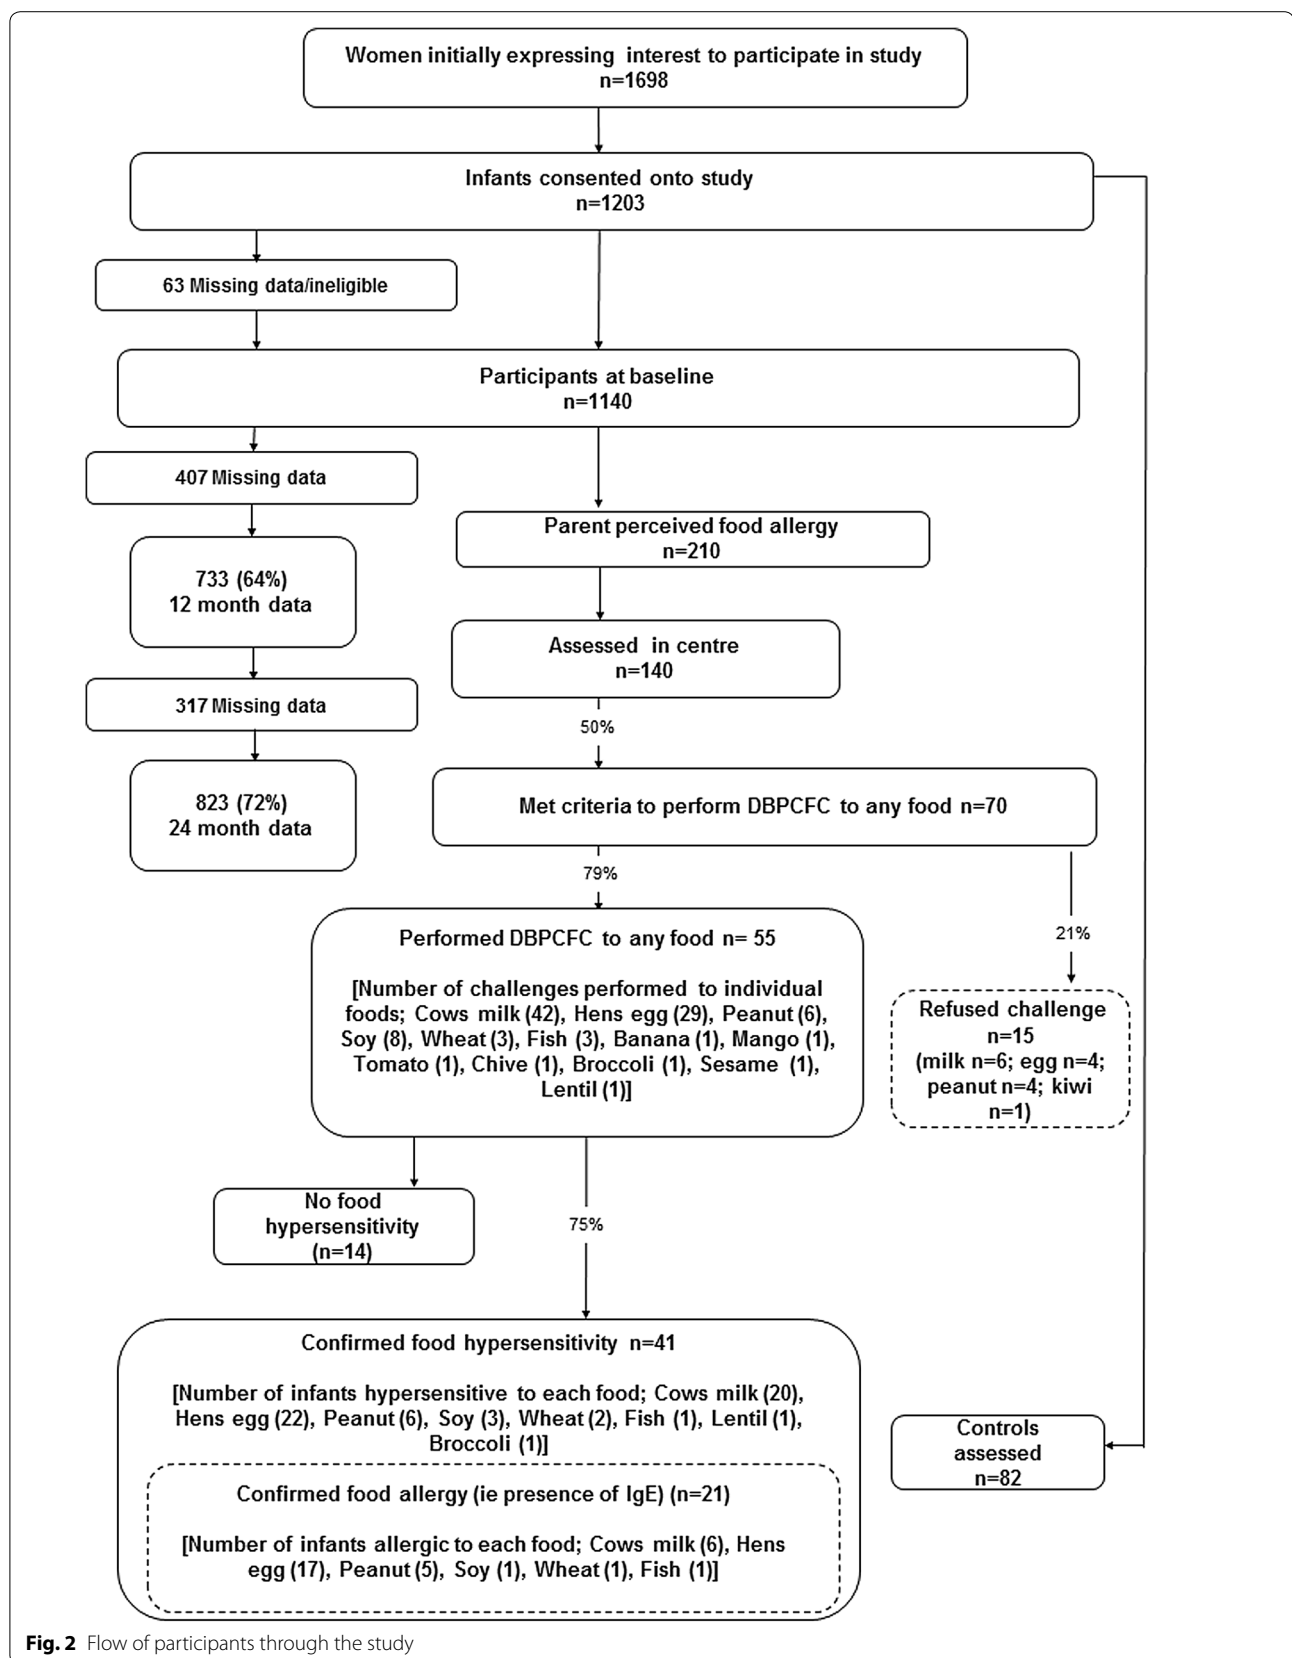 Women initially expressing interest to participate in study
n=1698
Infants consented onto study
n=1203
63 Missing data/ineligible
Participants at baseline
n=1140
407 Missing data
Parent perceived food allergy
n=210
733 (64%)
12 month data
Assessed in centre
n=140
317 Missing data
50%
823 (72%)
24 month data
Met criteria to perform DBPCFC to any food n=70
79%
21%
Performed DBPCFC to any food n= 55
[Number of challenges performed to individual
foods; Cows milk (42), Hens egg (29), Peanut (6),
Soy (8), Wheat (3), Fish (3), Banana (1), Mango (1),
Tomato (1), Chive (1), Broccoli (1), Sesame (1),
Lentil (1)]
Refused challenge
n=15
(milk n=6; egg n=4;
peanut n=4; kiwi
n=1)
No food
hypersensitivity
(n=14)
75%
Confirmed food hypersensitivity n=41
[Number of infants hypersensitive to each food; Cows milk (20),
Hens egg (22), Peanut (6), Soy (3), Wheat (2), Fish (1), Lentil (1),
Broccoli (1)]
Confirmed food allergy (ie presence of IgE) (n=21)
[Number of infants allergic to each food; Cows milk (6), Hens
egg (17), Peanut (5), Soy (1), Wheat (1), Fish (1)]
Controls
assessed
n=82
Fig. 2 Flow of participants through the study